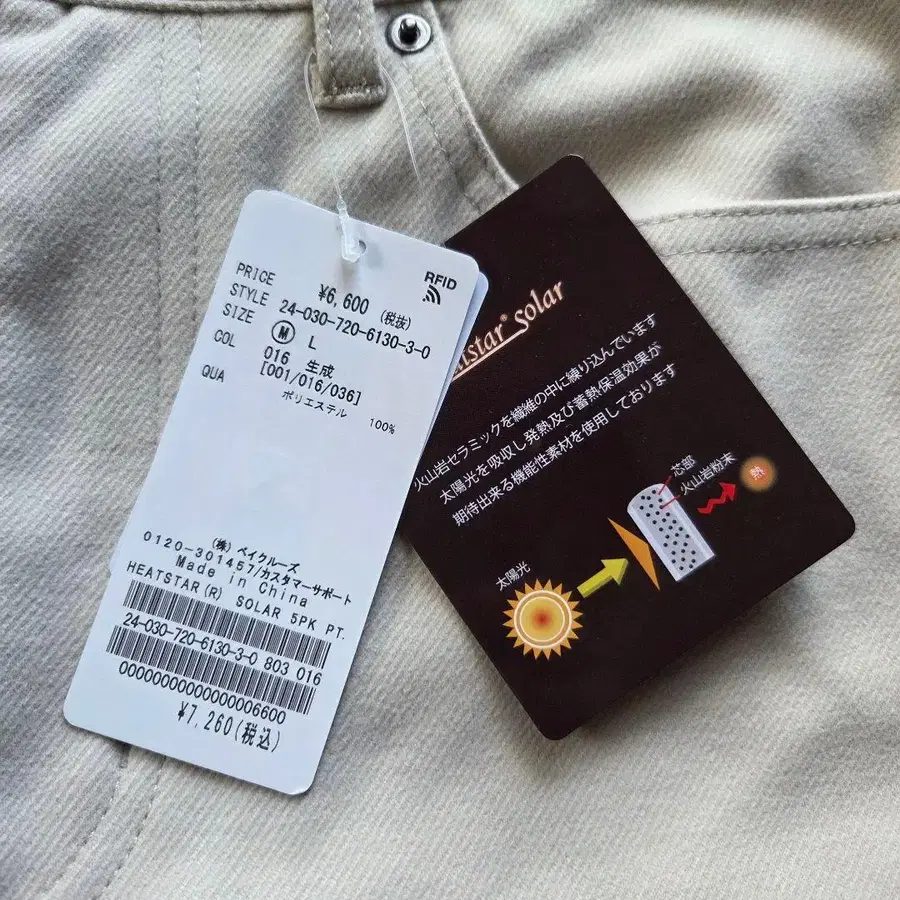 PRICE ¥6,600 (税抜)
STYLE 24-030-720-6130-3-0
SIZE M L
COL 016 生成
[001/016/036]
QUA ポリエステル 100%
RFID
(株) ベイクルーズ
0120-301457/カスタマーサポート
Made in China
HEATSTAR(R) SOLAR 5PK PT.
24-030-720-6130-3-0 803 016
0000000000000000006600
¥7,260(税込)
solar
火山岩セラミックを繊維の中に練り込んでいます
太陽光を吸収し発熱及び蓄熱保温効果が
期待出来る機能性素材を使用しております
芯部
火山岩粉末
熱
太陽光